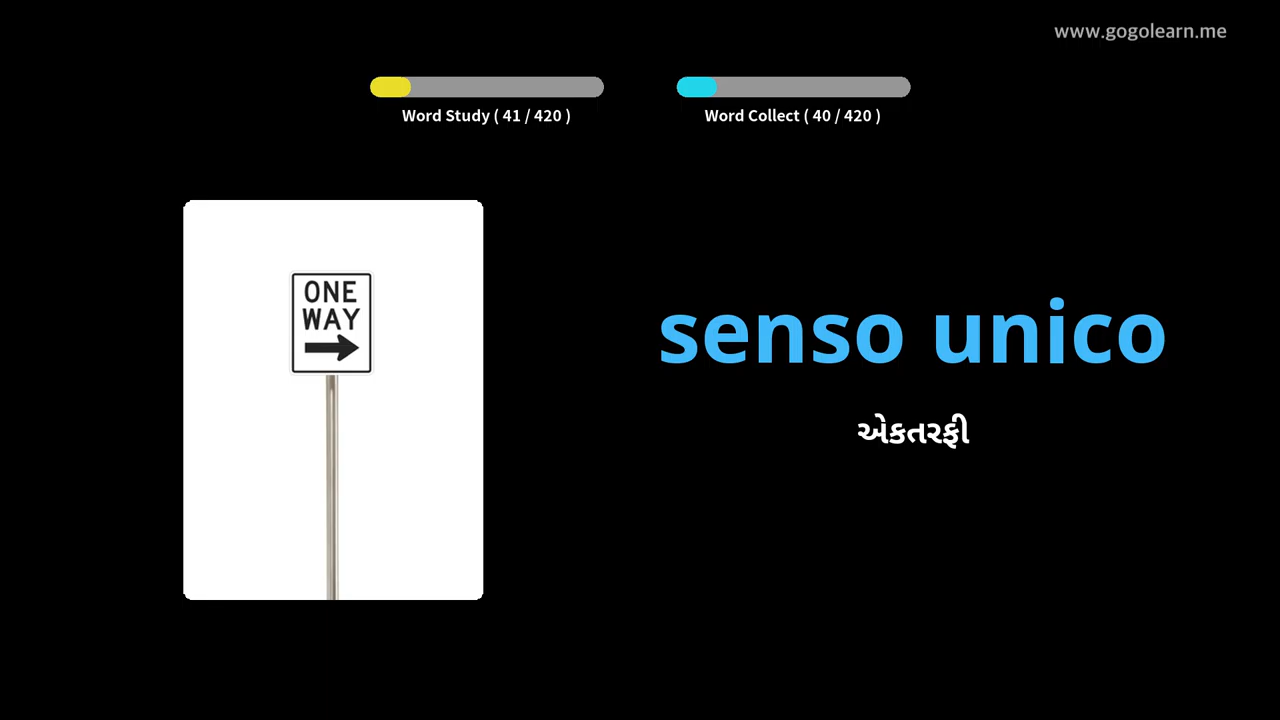 www.gogolearn.me
Word Study ( 41 / 420 )
Word Collect ( 40 / 420 )
ONE
WAY
senso unico
એકતરફી